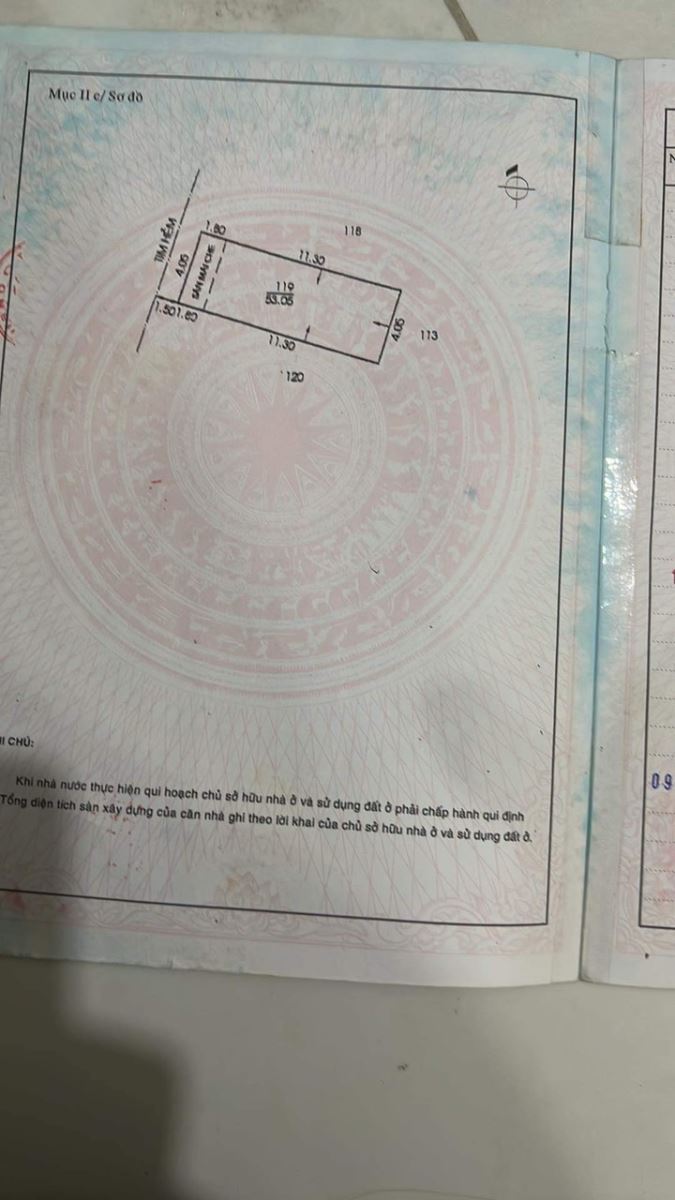 Mục II c/ Sơ đồ
118
TIM HẺM
1.80
4.05
SÂN MÁI CHE
11.30
119
53.05
4.05
113
1.50 1.80
11.30
120
CHÚ:
Khi nhà nước thực hiện qui hoạch chủ sở hữu nhà ở và sử dụng đất ở phải chấp hành qui định
Tổng diện tích sàn xây dựng của căn nhà ghi theo lời khai của chủ sở hữu nhà ở và sử dụng đất ở.
09